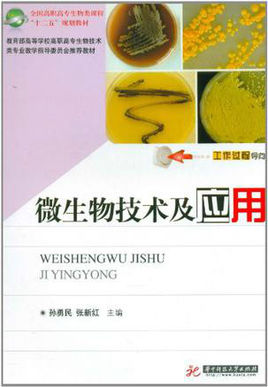 全国高职高专生物类课程
“十二五”规划教材
教育部高等学校高职高专生物技术
类专业教学指导委员会推荐教材
工作过程导向
微生物技术及应用
WEISHENGWU JISHU
JI YINGYONG
孙勇民 张新红 主编
华中科技大学出版社